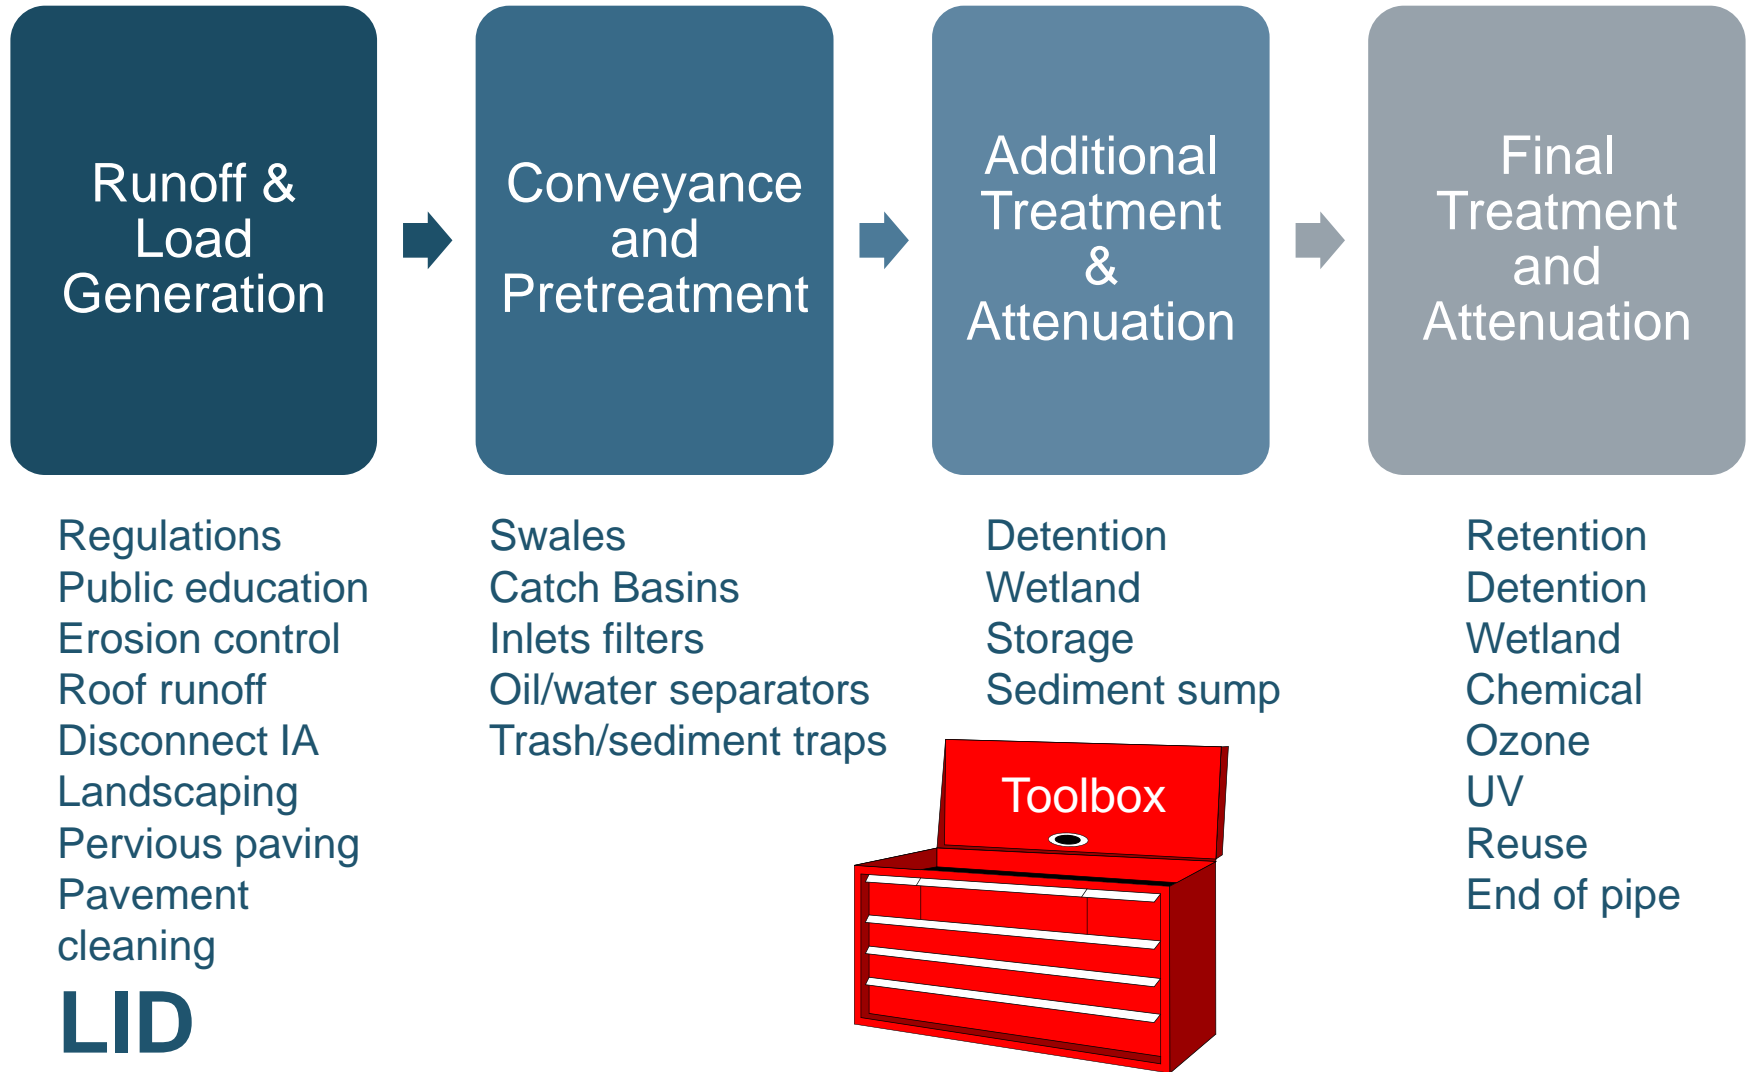 Runoff &
Load
Generation
Conveyance
and
Pretreatment
Additional
Treatment
&
Attenuation
Final
Treatment
and
Attenuation
Regulations
Public education
Erosion control
Roof runoff
Disconnect IA
Landscaping
Pervious paving
Pavement
cleaning
LID
Swales
Catch Basins
Inlets filters
Oil/water separators
Trash/sediment traps
Detention
Wetland
Storage
Sediment sump
Toolbox
Retention
Detention
Wetland
Chemical
Ozone
UV
Reuse
End of pipe